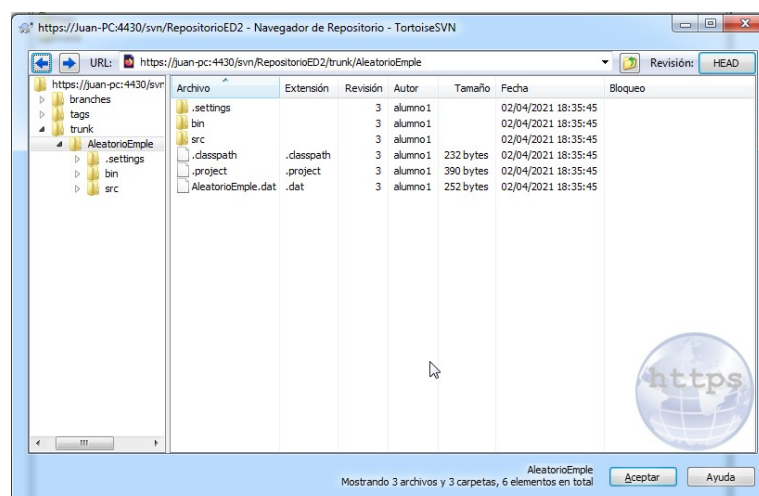 https://Juan-PC:4430/svn/RepositorioED2 - Navegador de Repositorio - TortoiseSVN
URL: https://juan-pc:4430/svn/RepositorioED2/trunk/AleatorioEmple Revisión: HEAD
https://juan-pc:4430/svr
branches
tags
trunk
AleatorioEmple
.settings
bin
src
Archivo Extensión Revisión Autor Tamaño Fecha Bloqueo
.settings 3 alumno1 02/04/2021 18:35:45
bin 3 alumno1 02/04/2021 18:35:45
src 3 alumno1 02/04/2021 18:35:45
.classpath .classpath 3 alumno1 232 bytes 02/04/2021 18:35:45
.project .project 3 alumno1 390 bytes 02/04/2021 18:35:45
AleatorioEmple.dat .dat 3 alumno1 252 bytes 02/04/2021 18:35:45
https
AleatorioEmple
Mostrando 3 archivos y 3 carpetas, 6 elementos en total
Aceptar Ayuda